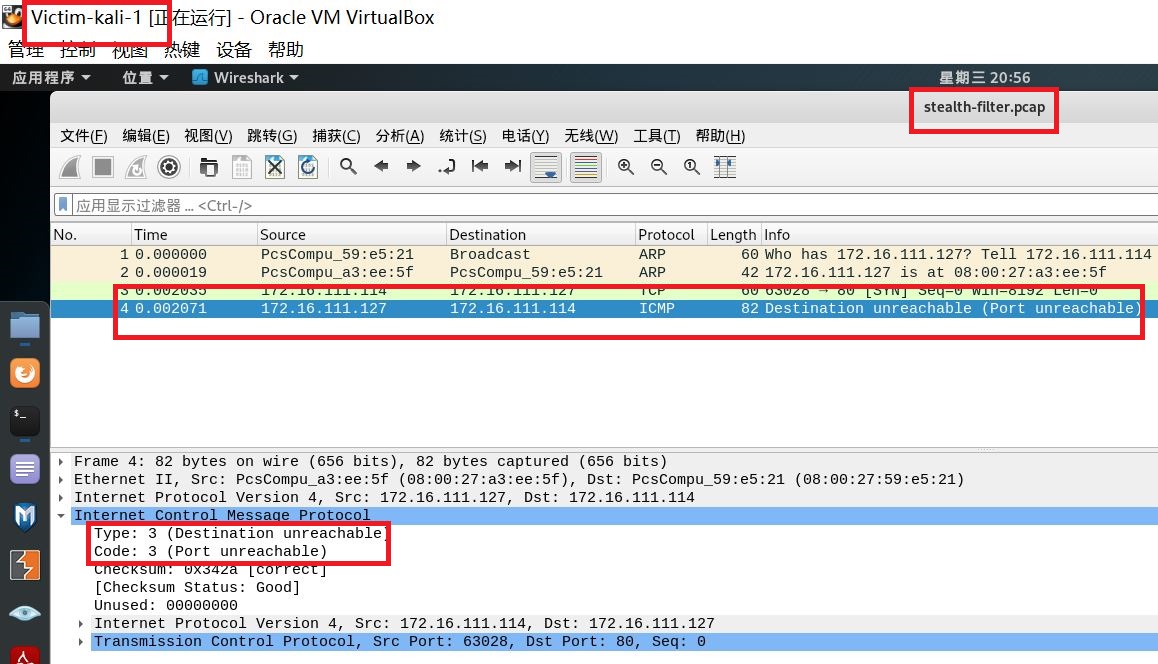 Victim-kali-1 [正在运行] - Oracle VM VirtualBox
管理 控制 视图 热键 设备 帮助
应用程序 位置 Wireshark 星期三 20:56
stealth-filter.pcap
文件(F) 编辑(E) 视图(V) 跳转(G) 捕获(C) 分析(A) 统计(S) 电话(Y) 无线(W) 工具(T) 帮助(H)
应用显示过滤器 … <Ctrl-/>
No. Time Source Destination Protocol Length Info
1 0.000000 PcsCompu_59:e5:21 Broadcast ARP 60 Who has 172.16.111.127? Tell 172.16.111.114
2 0.000019 PcsCompu_a3:ee:5f PcsCompu_59:e5:21 ARP 42 172.16.111.127 is at 08:00:27:a3:ee:5f
3 0.002035 172.16.111.114 172.16.111.127 TCP 60 63028 → 80 [SYN] Seq=0 Win=8192 Len=0
4 0.002071 172.16.111.127 172.16.111.114 ICMP 82 Destination unreachable (Port unreachable)
Frame 4: 82 bytes on wire (656 bits), 82 bytes captured (656 bits)
Ethernet II, Src: PcsCompu_a3:ee:5f (08:00:27:a3:ee:5f), Dst: PcsCompu_59:e5:21 (08:00:27:59:e5:21)
Internet Protocol Version 4, Src: 172.16.111.127, Dst: 172.16.111.114
Internet Control Message Protocol
Type: 3 (Destination unreachable)
Code: 3 (Port unreachable)
Checksum: 0x342a [correct]
[Checksum Status: Good]
Unused: 00000000
Internet Protocol Version 4, Src: 172.16.111.114, Dst: 172.16.111.127
Transmission Control Protocol, Src Port: 63028, Dst Port: 80, Seq: 0